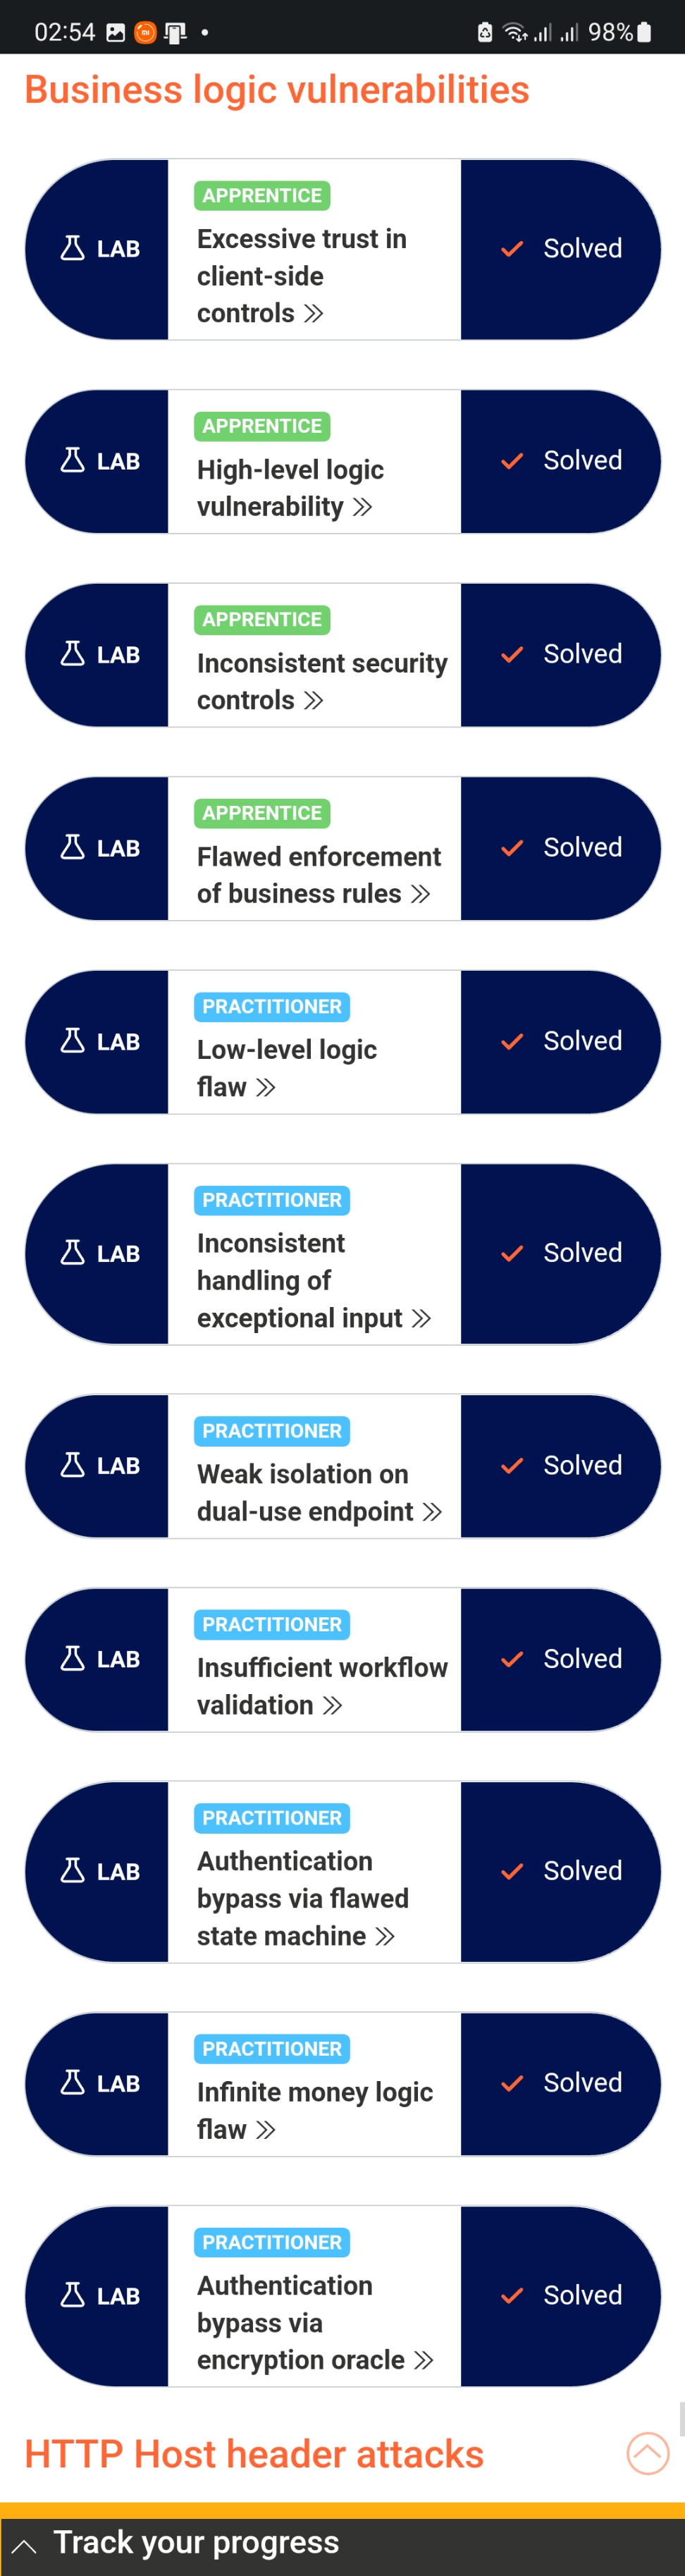 02:54
98%
Business logic vulnerabilities
APPRENTICE
LAB
Excessive trust in
client-side
controls
Solved
APPRENTICE
LAB
High-level logic
vulnerability
Solved
APPRENTICE
LAB
Inconsistent security
controls
Solved
APPRENTICE
LAB
Flawed enforcement
of business rules
Solved
PRACTITIONER
LAB
Low-level logic
flaw
Solved
PRACTITIONER
LAB
Inconsistent
handling of
exceptional input
Solved
PRACTITIONER
LAB
Weak isolation on
dual-use endpoint
Solved
PRACTITIONER
LAB
Insufficient workflow
validation
Solved
PRACTITIONER
LAB
Authentication
bypass via flawed
state machine
Solved
PRACTITIONER
LAB
Infinite money logic
flaw
Solved
PRACTITIONER
LAB
Authentication
bypass via
encryption oracle
Solved
HTTP Host header attacks
Track your progress